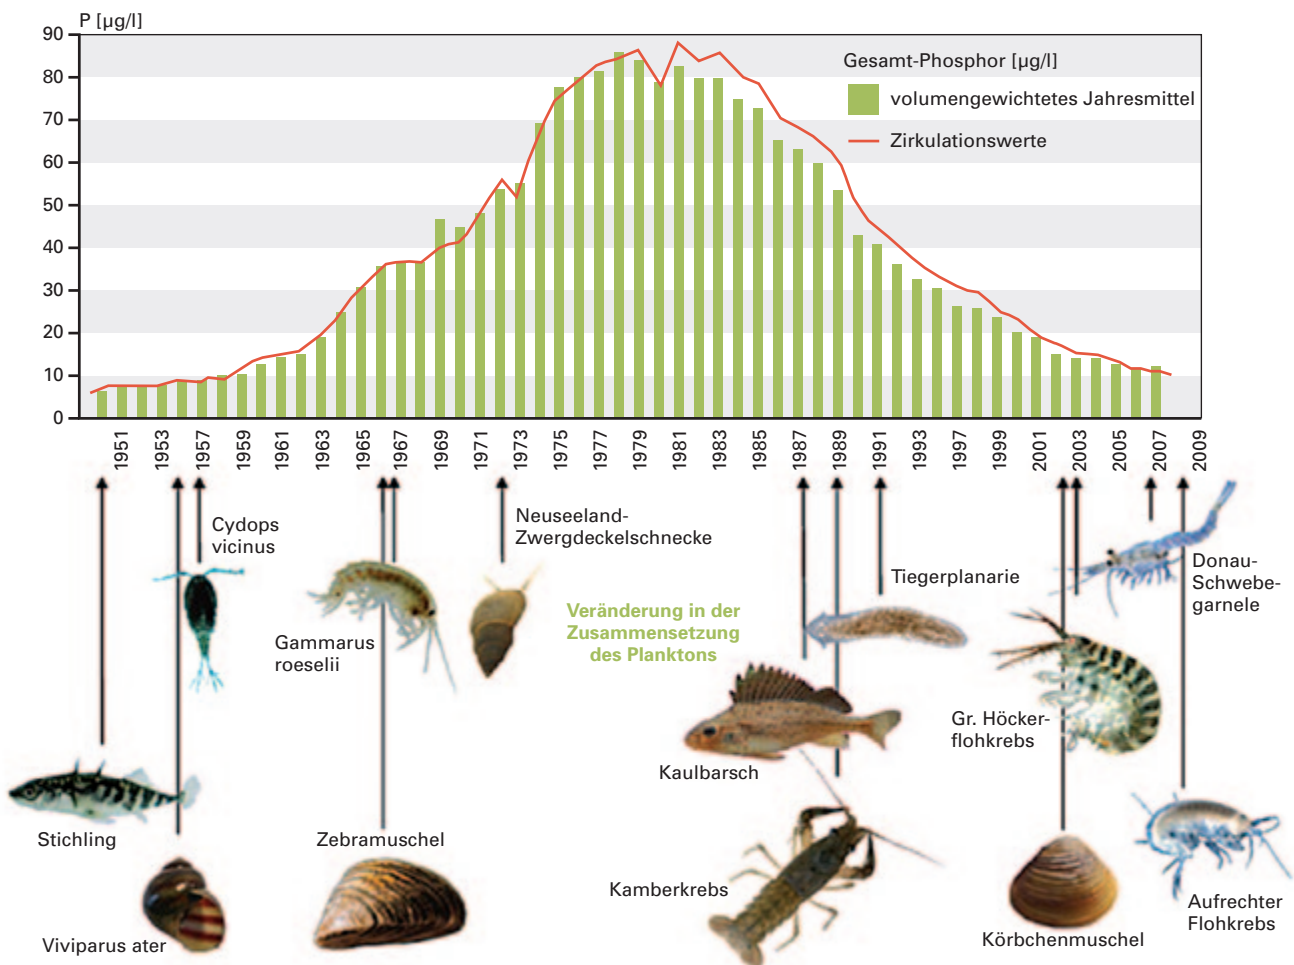 P [µg/l]
90
80
70
60
50
40
30
20
10
0
Gesamt-Phosphor [µg/l]
volumengewichtetes Jahresmittel
Zirkulationswerte
1951
1953
1957
1959
1961
1963
1965
1967
1969
1971
1973
1975
1977
1979
1981
1983
1985
1987
1989
1991
1993
1997
1999
2001
2003
2005
2007
2009
Cydops
vicinus
Neuseeland-
Zwergdeckelschnecke
Tiegerplanarie
Donau-
Schwebe-
garnele
Gammarus
roeselii
Veränderung in der
Zusammensetzung
des Planktons
Gr. Höcker-
flohkrebs
Kaulbarsch
Stichling
Zebramuschel
Kamberkrebs
Aufrechter
Flohkrebs
Viviparus ater
Körbchenmuschel